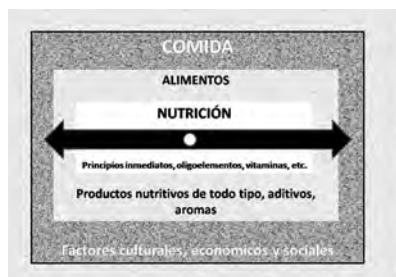 COMIDA
ALIMENTOS
NUTRICIÓN
Principios inmediatos, oligoelementos, vitaminas, etc.
Productos nutritivos de todo tipo, aditivos,
aromas
Factores culturales, económicos y sociales